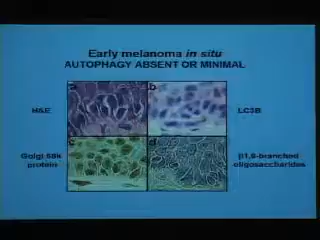 Early melanoma in situ
AUTOPHAGY ABSENT OR MINIMAL
a
b
H&E
LC3B
c
d
Golgi 58k
protein
β1,6-branched
oligosaccharides